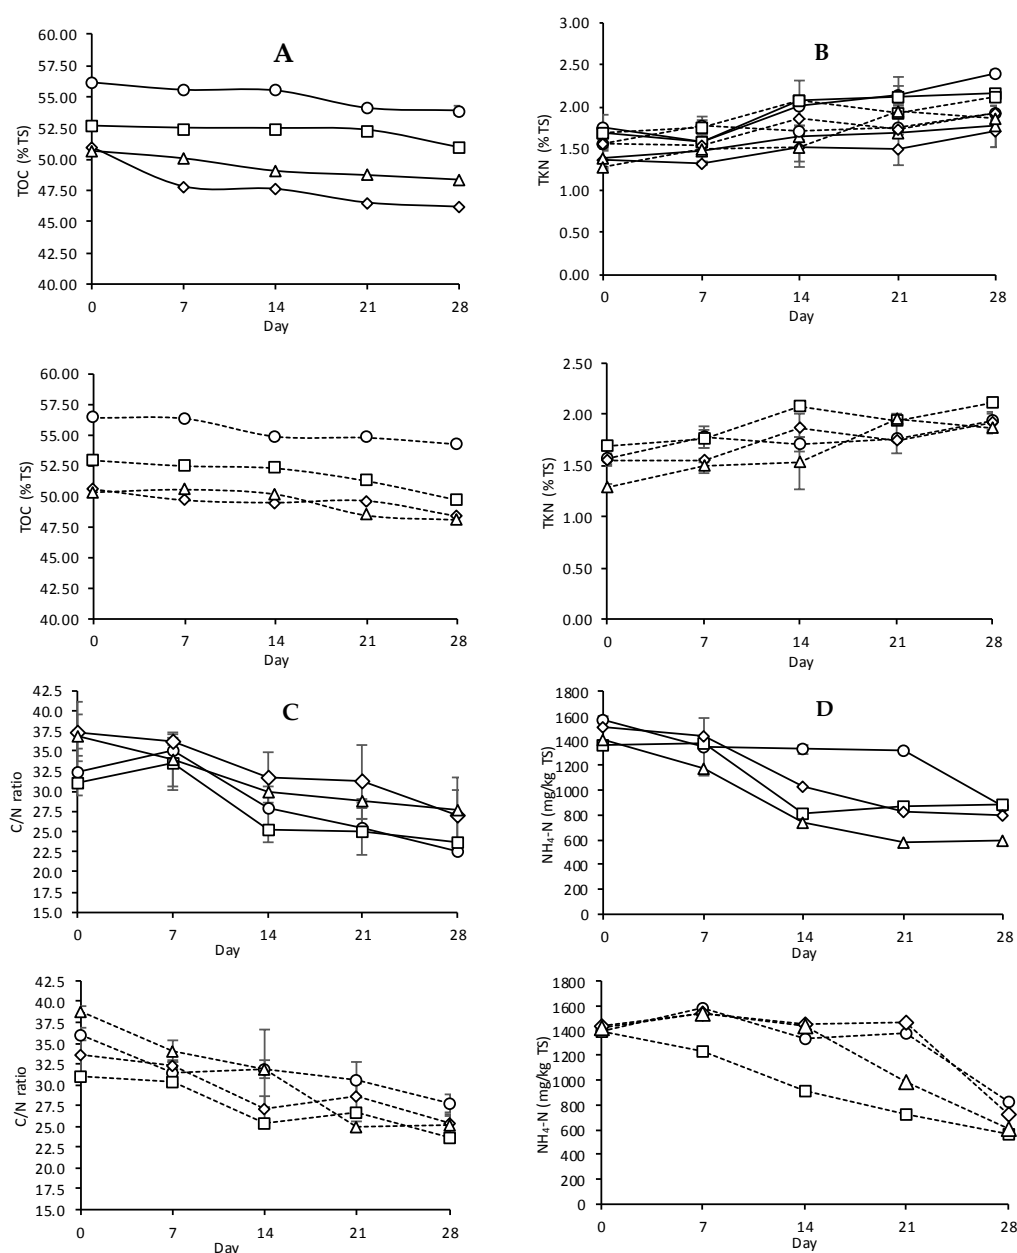 A
TOC (% TS)
60.00
57.50
55.00
52.50
50.00
47.50
45.00
42.50
40.00
0 7 14 21 28
Day
B
TKN (% TS)
3.00
2.50
2.00
1.50
1.00
0.50
0.00
0 7 14 21 28
Day
TOC (% TS)
60.00
57.50
55.00
52.50
50.00
47.50
45.00
42.50
40.00
0 7 14 21 28
Day
TKN (% TS)
2.50
2.00
1.50
1.00
0.50
0.00
0 7 14 21 28
Day
C
C/N ratio
42.5
40.0
37.5
35.0
32.5
30.0
27.5
25.0
22.5
20.0
17.5
15.0
0 7 14 21 28
Day
D
NH₄-N (mg/kg TS)
1800
1600
1400
1200
1000
800
600
400
200
0
0 7 14 21 28
Day
C/N ratio
42.5
40.0
37.5
35.0
32.5
30.0
27.5
25.0
22.5
20.0
17.5
15.0
0 7 14 21 28
Day
NH₄-N (mg/kg TS)
1800
1600
1400
1200
1000
800
600
400
200
0
0 7 14 21 28
Day